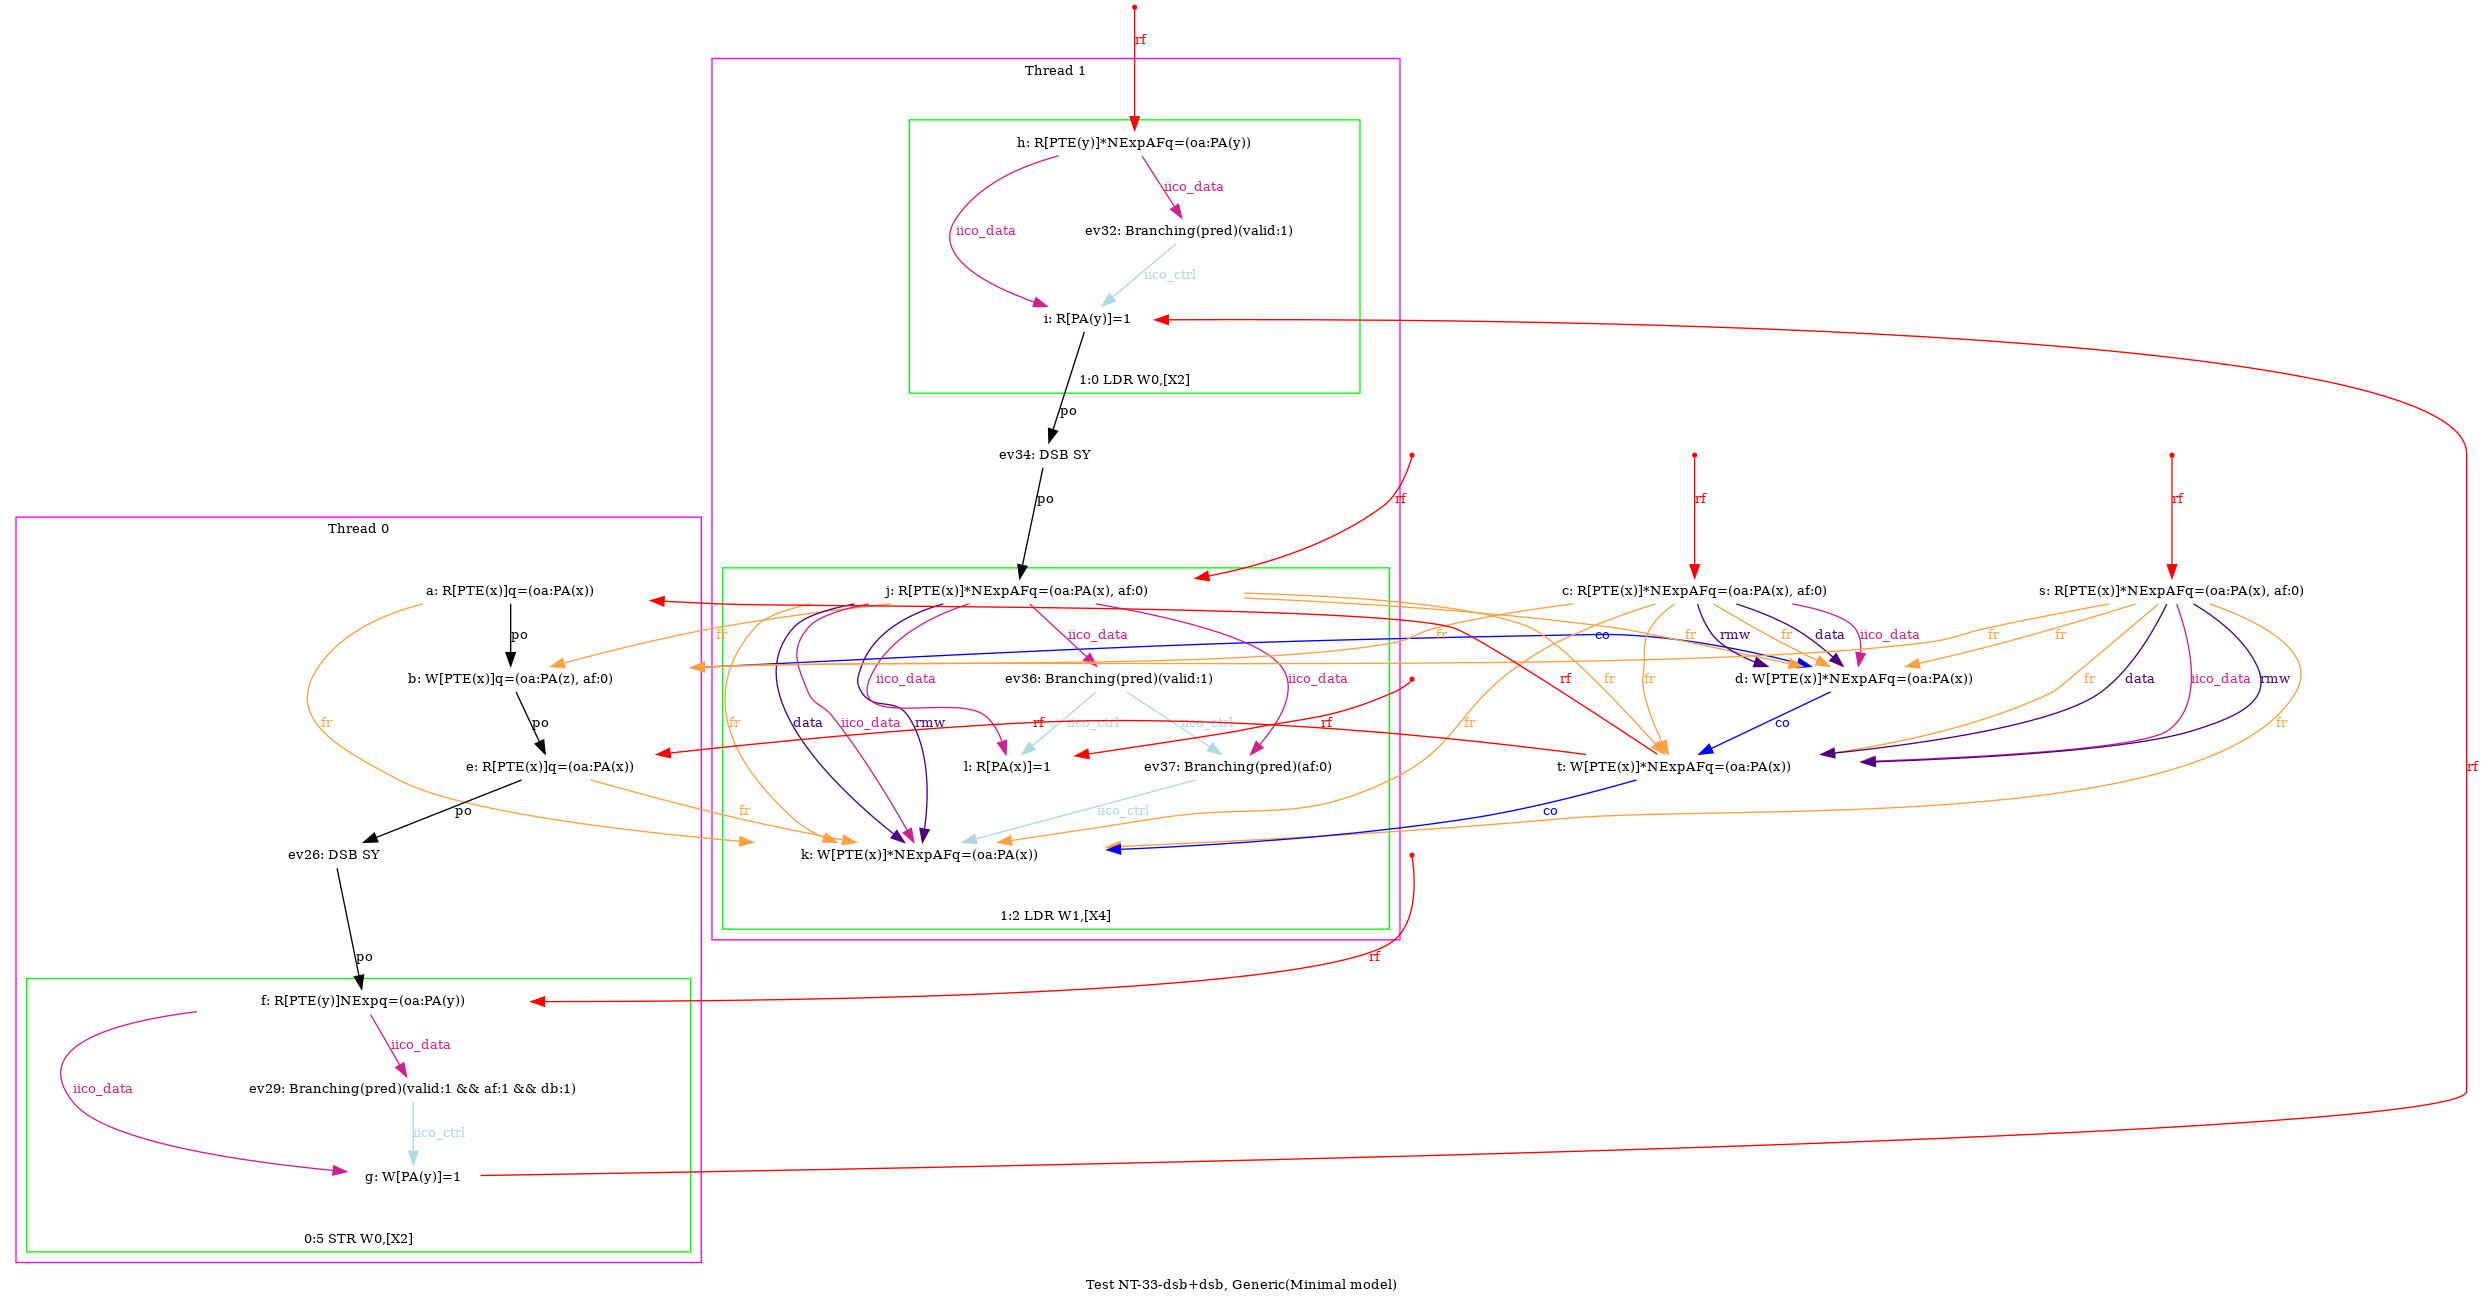 rf
Thread 1
h: R[PTE(y)]*NExpAFq=(oa:PA(y))
iico_data
iico_data
ev32: Branching(pred)(valid:1)
iico_ctrl
i: R[PA(y)]=1
1:0 LDR W0,[X2]
po
ev34: DSB SY
po
rf
rf
rf
Thread 0
a: R[PTE(x)]q=(oa:PA(x))
j: R[PTE(x)]*NExpAFq=(oa:PA(x), af:0)
c: R[PTE(x)]*NExpAFq=(oa:PA(x), af:0)
s: R[PTE(x)]*NExpAFq=(oa:PA(x), af:0)
po
fr
iico_data
fr
co
fr
rmw
fr
data
iico_data
fr
fr
b: W[PTE(x)]q=(oa:PA(z), af:0)
iico_data
ev36: Branching(pred)(valid:1)
iico_data
rf
fr
fr
d: W[PTE(x)]*NExpAFq=(oa:PA(x))
fr
data
iico_data
rmw
fr
po
fr
data
iico_data
rmw
rf
iico_ctrl
iico_ctrl
rf
fr
co
fr
e: R[PTE(x)]q=(oa:PA(x))
l: R[PA(x)]=1
ev37: Branching(pred)(af:0)
t: W[PTE(x)]*NExpAFq=(oa:PA(x))
rf
po
fr
iico_ctrl
co
ev26: DSB SY
k: W[PTE(x)]*NExpAFq=(oa:PA(x))
1:2 LDR W1,[X4]
po
rf
f: R[PTE(y)]NExpq=(oa:PA(y))
iico_data
iico_data
ev29: Branching(pred)(valid:1 && af:1 && db:1)
iico_ctrl
g: W[PA(y)]=1
0:5 STR W0,[X2]
Test NT-33-dsb+dsb, Generic(Minimal model)